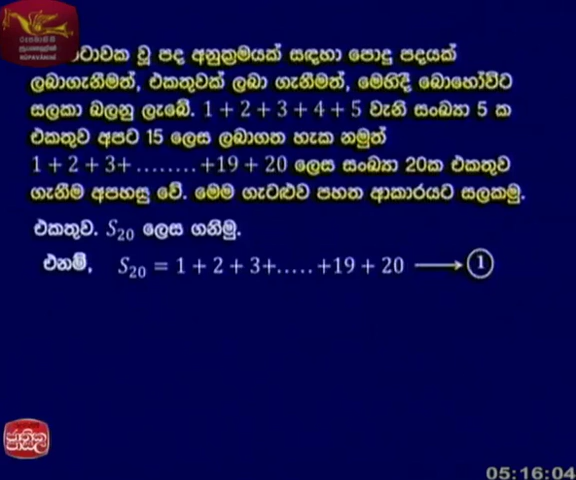 වූ පද අනුක්‍රමයක් සඳහා පොදු පදයක්
ලබාගැනීමත්, එකතුවක් ලබා ගැනීමත්, මෙහිදී බොහෝවිට
සලකා බලනු ලැබේ. 1 + 2 + 3 + 4 + 5 වැනි සංඛ්‍යා 5 ක
එකතුව අපට 15 ලෙස ලබාගත හැක නමුත්
1 + 2 + 3+ ........ +19 + 20 ලෙස සංඛ්‍යා 20ක එකතුව
ගැනීම අපහසු වේ. මෙම ගැටළුව පහත ආකාරයට සලකමු.
එකතුව. S₂₀ ලෙස ගනිමු.
එනම්, S₂₀ = 1 + 2 + 3+..... +19 + 20 ⟶ ①
ජාතික
පාසල
05:16:04